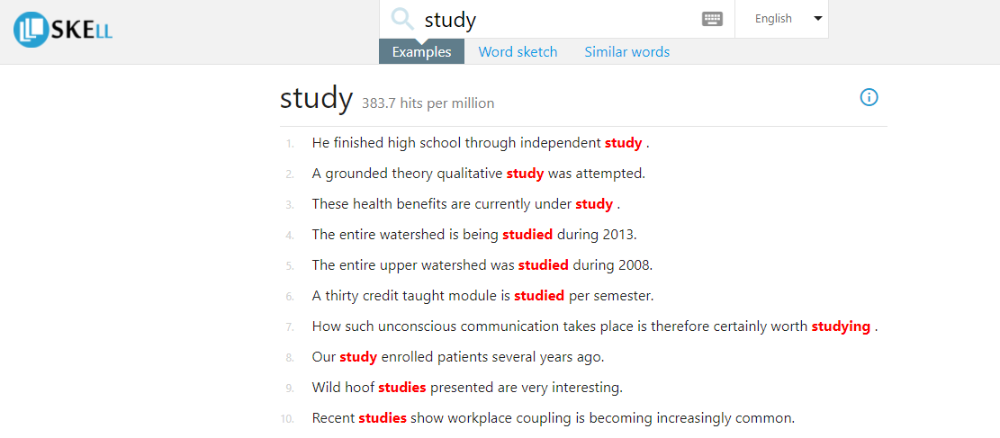 SKELL
study
English
Examples Word sketch Similar words
study 383.7 hits per million
1. He finished high school through independent study .
2. A grounded theory qualitative study was attempted.
3. These health benefits are currently under study .
4. The entire watershed is being studied during 2013.
5. The entire upper watershed was studied during 2008.
6. A thirty credit taught module is studied per semester.
7. How such unconscious communication takes place is therefore certainly worth studying .
8. Our study enrolled patients several years ago.
9. Wild hoof studies presented are very interesting.
10. Recent studies show workplace coupling is becoming increasingly common.